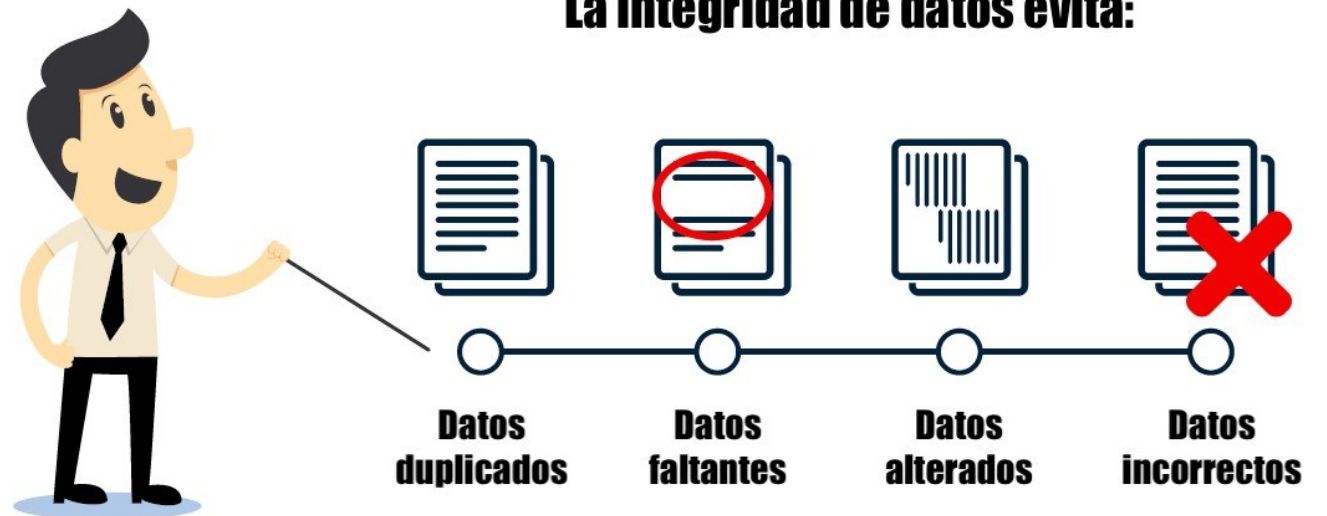 La integridad de datos evita:
Datos
duplicados
Datos
faltantes
Datos
alterados
Datos
incorrectos